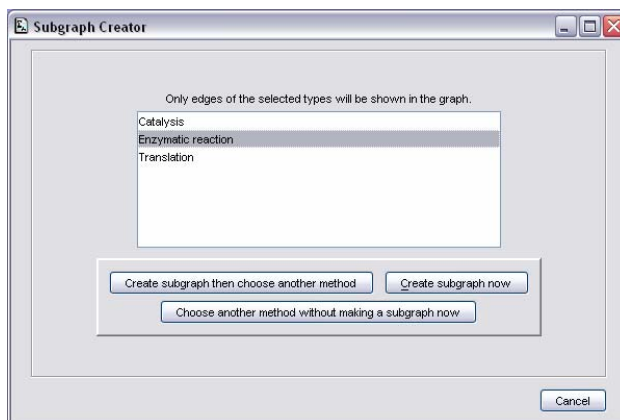 Subgraph Creator
Only edges of the selected types will be shown in the graph.
Catalysis
Enzymatic reaction
Translation
Create subgraph then choose another method
Create subgraph now
Choose another method without making a subgraph now
Cancel